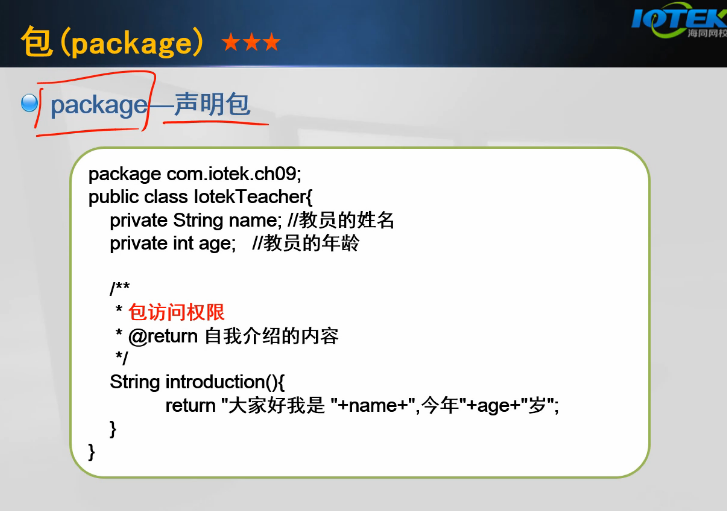 包(package) ★★★
IOTEK
海同网校
package—声明包
package com.iotek.ch09;
public class IotekTeacher{
private String name; //教员的姓名
private int age; //教员的年龄
/**
* 包访问权限
* @return 自我介绍的内容
*/
String introduction(){
return "大家好我是 "+name+",今年"+age+"岁";
}
}